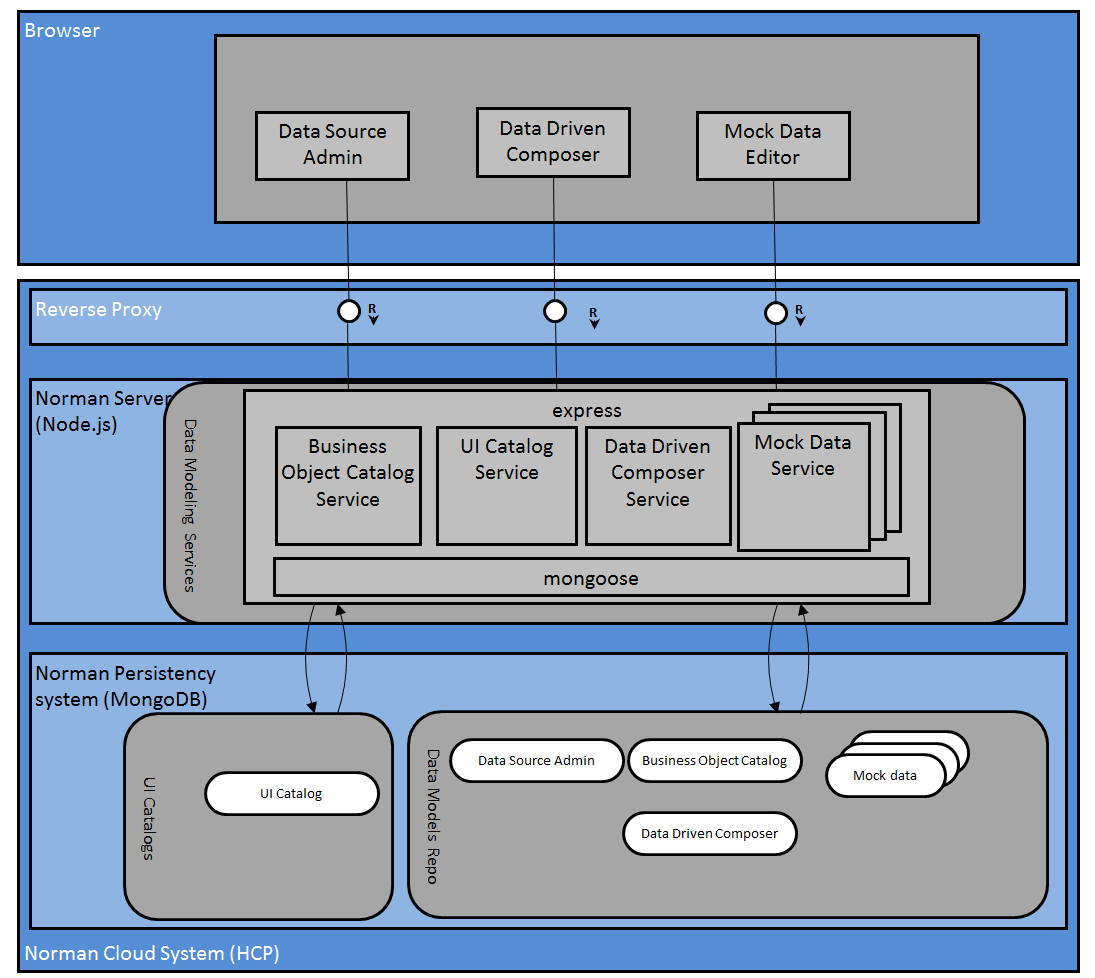 Browser
Data Source
Admin
Data Driven
Composer
Mock Data
Editor
Reverse Proxy
R
R
R
Norman Server
(Node.js)
Data Modeling Services
express
Business
Object Catalog
Service
UI Catalog
Service
Data Driven
Composer
Service
Mock Data
Service
mongoose
Norman Persistency
system (MongoDB)
UI Catalogs
UI Catalog
Data Models Repo
Data Source Admin
Business Object Catalog
Mock data
Data Driven Composer
Norman Cloud System (HCP)